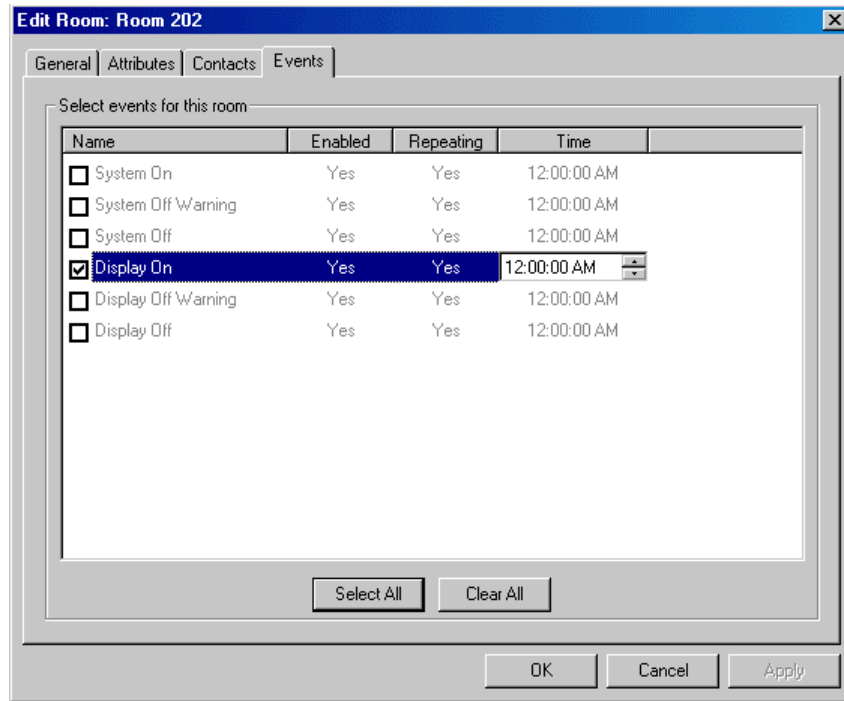 Edit Room: Room 202
General Attributes Contacts Events
Select events for this room
Name Enabled Repeating Time
System On Yes Yes 12:00:00 AM
System Off Warning Yes Yes 12:00:00 AM
System Off Yes Yes 12:00:00 AM
Display On Yes Yes 12:00:00 AM
Display Off Warning Yes Yes 12:00:00 AM
Display Off Yes Yes 12:00:00 AM
Select All Clear All
OK Cancel Apply